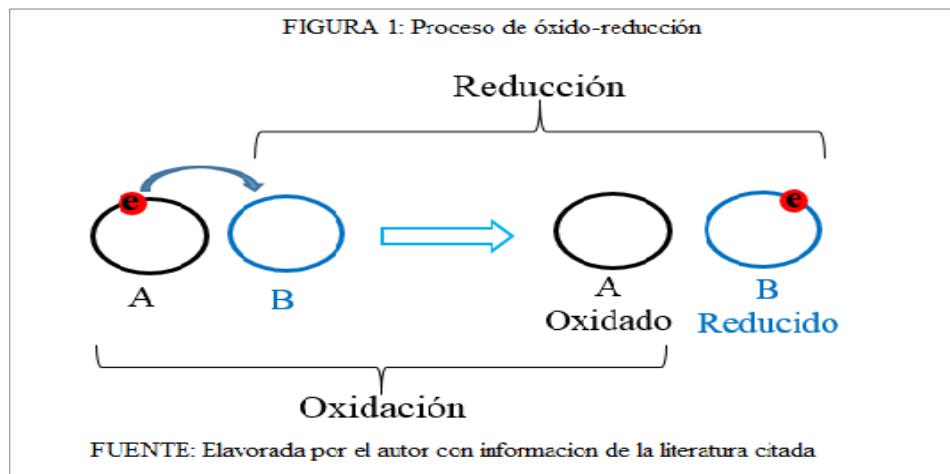 FIGURA 1: Proceso de óxido-reducción
Reducción
e
e
A
B
A
Oxidado
B
Reducido
Oxidación
FUENTE: Elavorada por el autor con informacion de la literatura citada